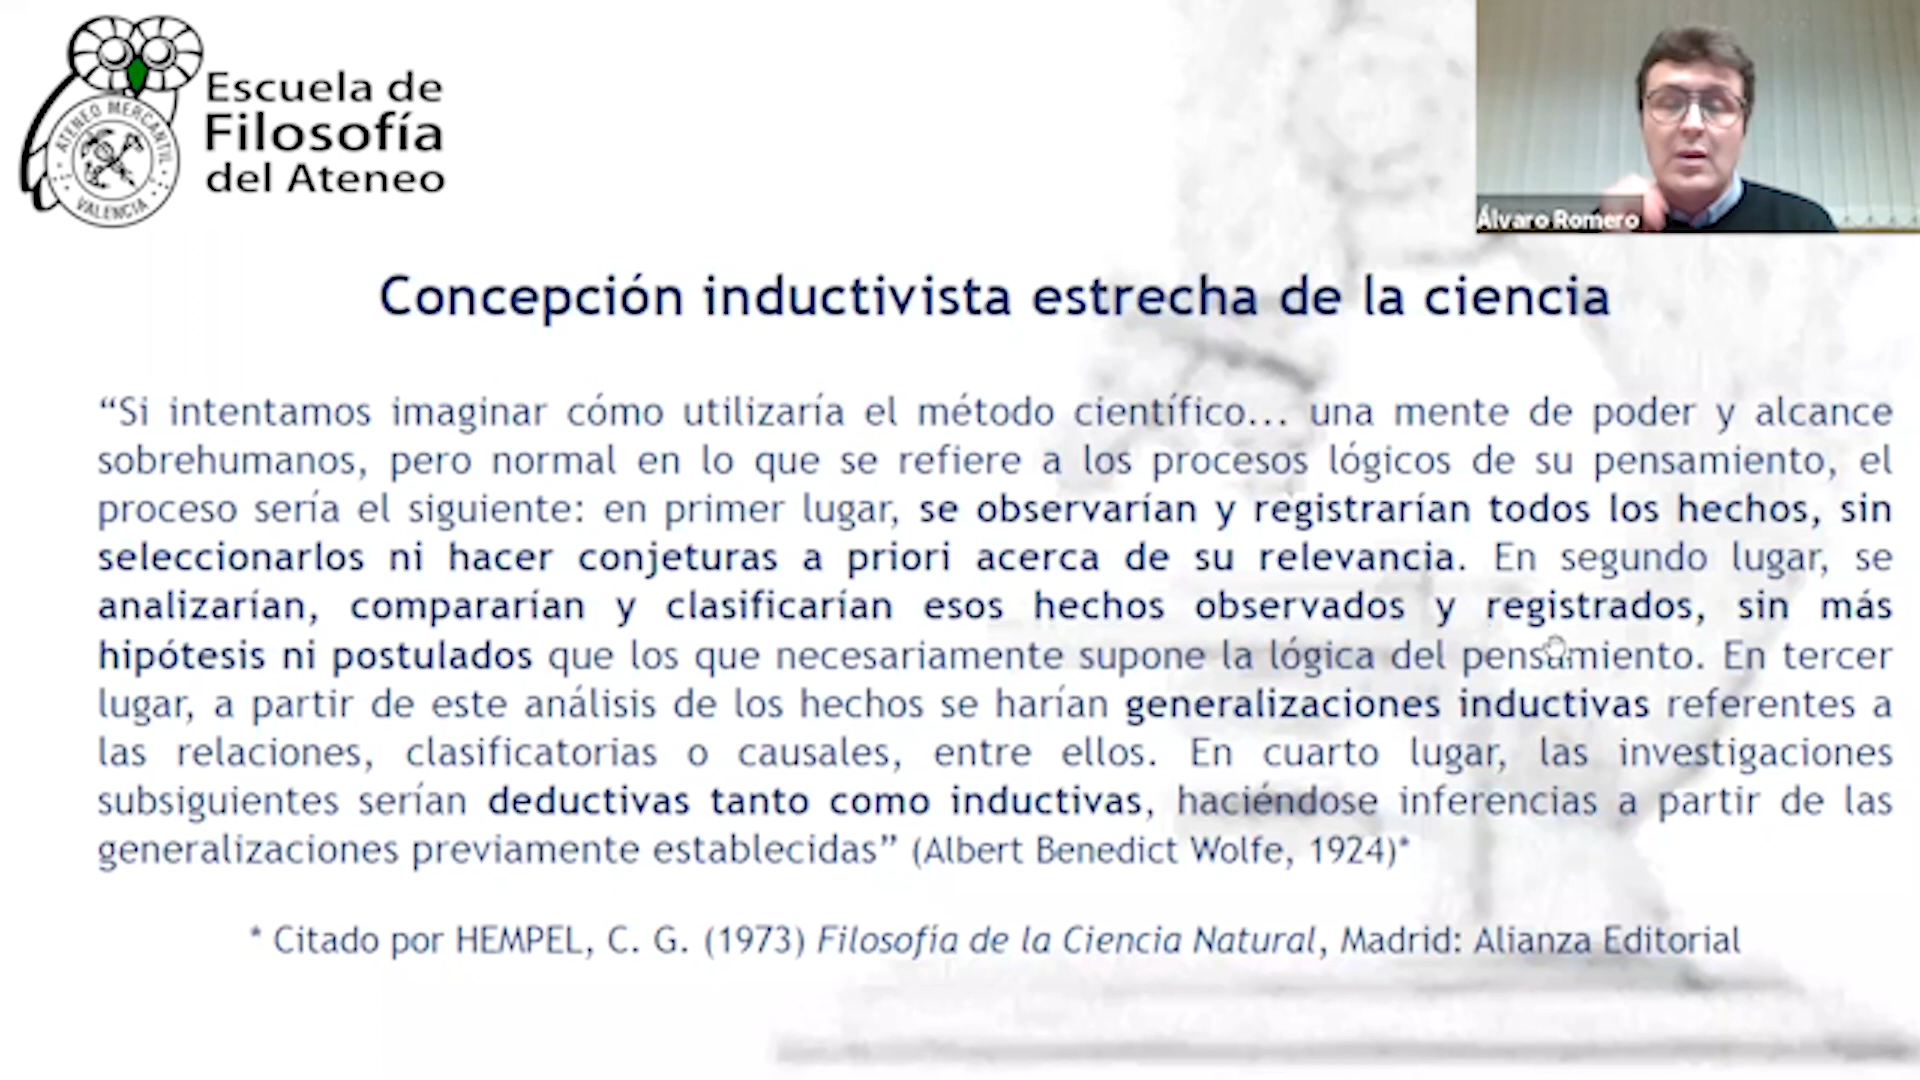 Escuela de
Filosofía
del Ateneo
ATENEO MERCANTIL
VALENCIA
Álvaro Romero
Concepción inductivista estrecha de la ciencia
“Si intentamos imaginar cómo utilizaría el método científico... una mente de poder y alcance
sobrehumanos, pero normal en lo que se refiere a los procesos lógicos de su pensamiento, el
proceso sería el siguiente: en primer lugar, se observarían y registrarían todos los hechos, sin
seleccionarlos ni hacer conjeturas a priori acerca de su relevancia. En segundo lugar, se
analizarían, compararían y clasificarían esos hechos observados y registrados, sin más
hipótesis ni postulados que los que necesariamente supone la lógica del pensamiento. En tercer
lugar, a partir de este análisis de los hechos se harían generalizaciones inductivas referentes a
las relaciones, clasificatorias o causales, entre ellos. En cuarto lugar, las investigaciones
subsiguientes serían deductivas tanto como inductivas, haciéndose inferencias a partir de las
generalizaciones previamente establecidas” (Albert Benedict Wolfe, 1924)*
* Citado por HEMPEL, C. G. (1973) Filosofía de la Ciencia Natural, Madrid: Alianza Editorial